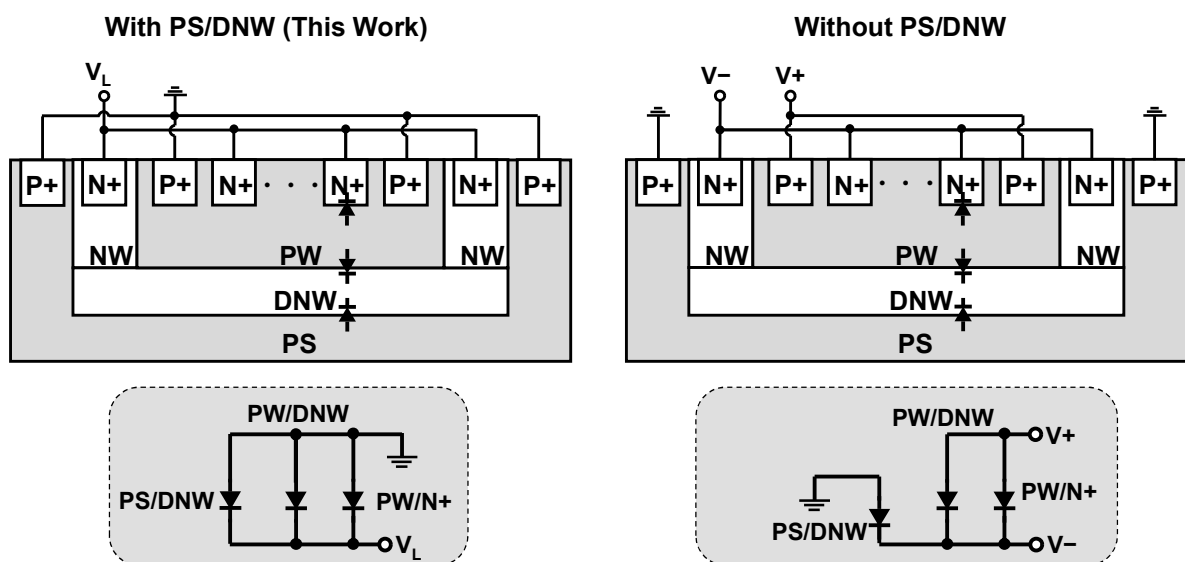 With PS/DNW (This Work)
Without PS/DNW
V_L
V− V+
P+ N+ P+ N+ · · · N+ P+ N+ P+
P+ N+ P+ N+ · · · N+ P+ N+ P+
NW PW NW
NW PW NW
DNW
DNW
PS
PS
PW/DNW
PS/DNW
PW/N+
V_L
PW/DNW
V+
PW/N+
PS/DNW
V−